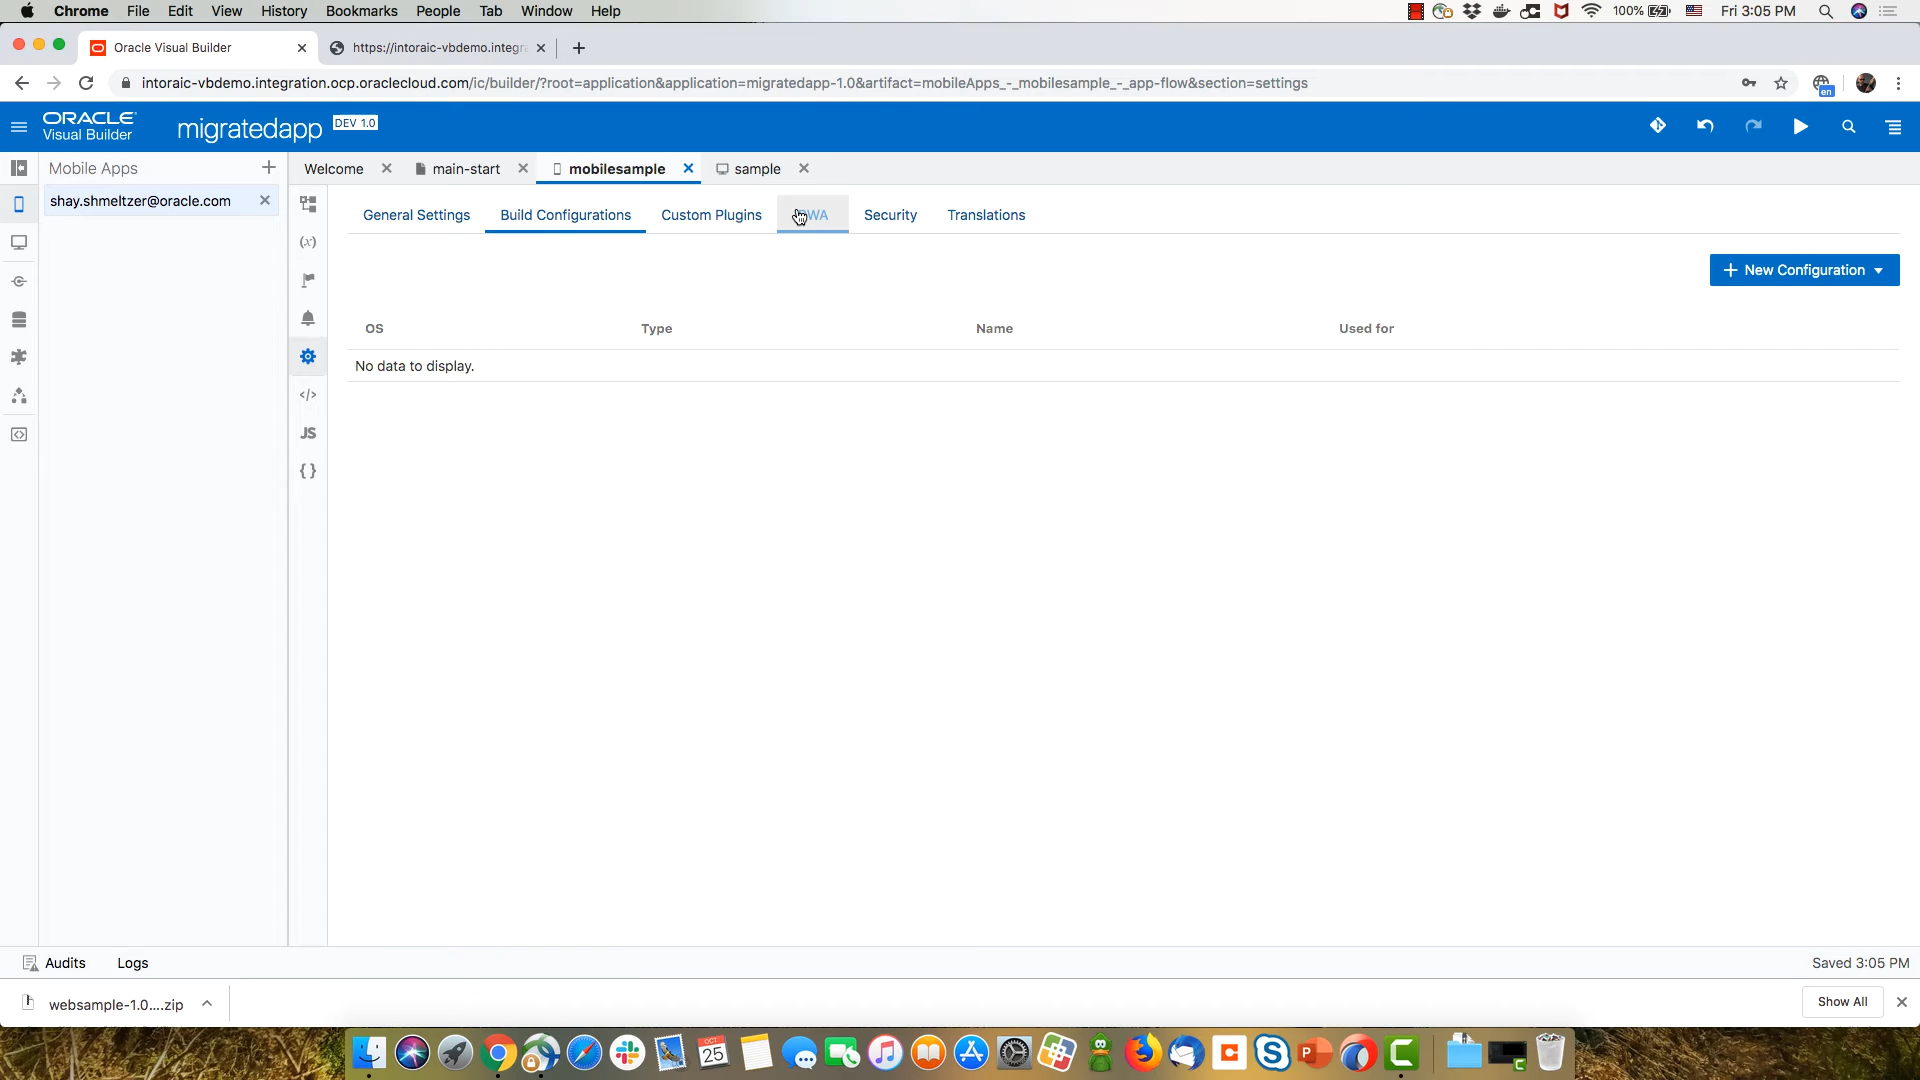 Chrome File Edit View History Bookmarks People Tab Window Help 100% Fri 3:05 PM
Oracle Visual Builder https://intoraic-vbdemo.integr
intoraic-vbdemo.integration.ocp.oraclecloud.com/ic/builder/?root=application&application=migratedapp-1.0&artifact=mobileApps_-_mobilesample_-_app-flow&section=settings
en
ORACLE
Visual Builder
migratedapp DEV 1.0
Mobile Apps
Welcome main-start mobilesample sample
shay.shmeltzer@oracle.com
General Settings Build Configurations Custom Plugins PWA Security Translations
(x)
New Configuration
OS Type Name Used for
No data to display.
</>
JS
{ }
Audits Logs Saved 3:05 PM
websample-1.0....zip Show All
OCT
25